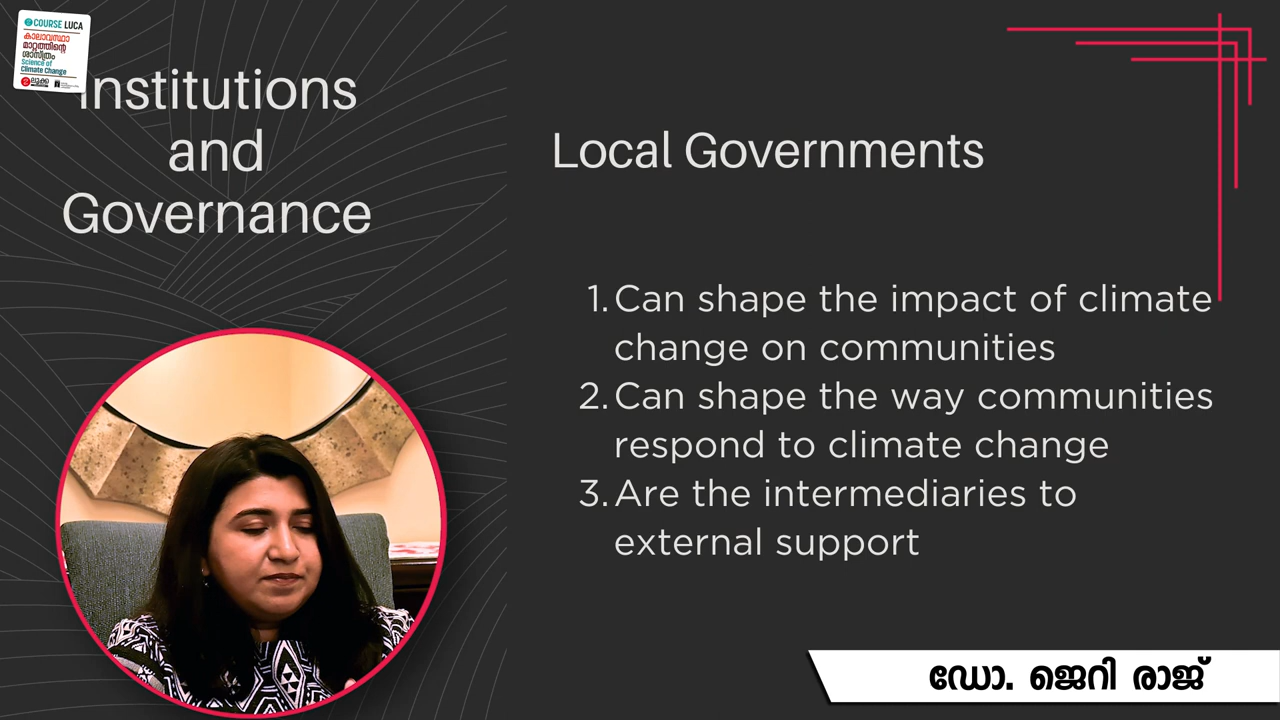 COURSE LUCA
കാലാവസ്ഥാ
മാറ്റത്തിന്റെ
ശാസ്ത്രം
Science of
Climate Change
ലൂക്ക
Institutions
and
Governance
Local Governments
1. Can shape the impact of climate
change on communities
2. Can shape the way communities
respond to climate change
3. Are the intermediaries to
external support
ഡോ. ജെറി രാജ്